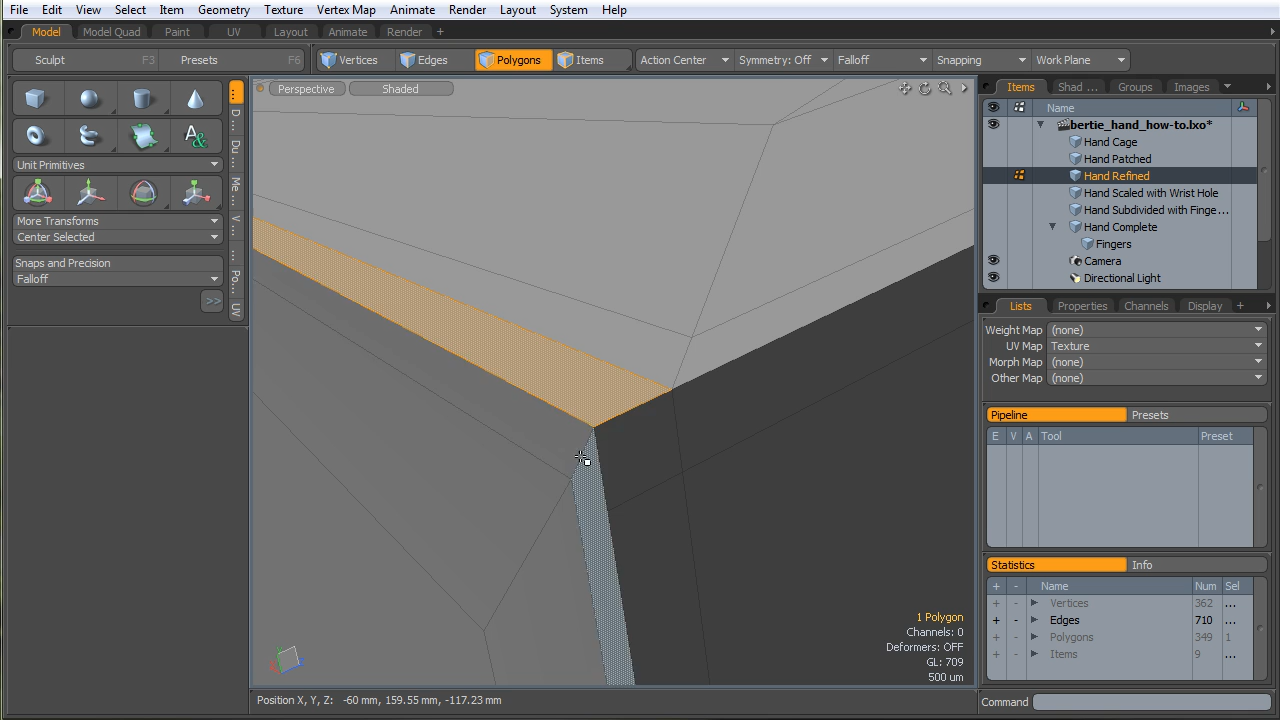 File Edit View Select Item Geometry Texture Vertex Map Animate Render Layout System Help
Model Model Quad Paint UV Layout Animate Render +
Sculpt F3 Presets F6 Vertices Edges Polygons Items Action Center Symmetry: Off Falloff Snapping Work Plane
Perspective Shaded
Items Shad ... Groups Images
Name
bertie_hand_how-to.lxo*
Hand Cage
Hand Patched
Hand Refined
Hand Scaled with Wrist Hole
Hand Subdivided with Finge...
Hand Complete
Fingers
Camera
Directional Light
...
D ...
Du ...
Me ...
V ...
...
Po...
UV
Unit Primitives
More Transforms
Center Selected
Snaps and Precision
Falloff
>>
Lists Properties Channels Display +
Weight Map (none)
UV Map Texture
Morph Map (none)
Other Map (none)
Pipeline Presets
E V A Tool Preset
Statistics Info
+ - Name Num Sel
+ - Vertices 362 ...
+ - Edges 710 ...
+ - Polygons 349 1
+ - Items 9 ...
1 Polygon
Channels: 0
Deformers: OFF
GL: 709
500 um
Position X, Y, Z: -60 mm, 159.55 mm, -117.23 mm
Command